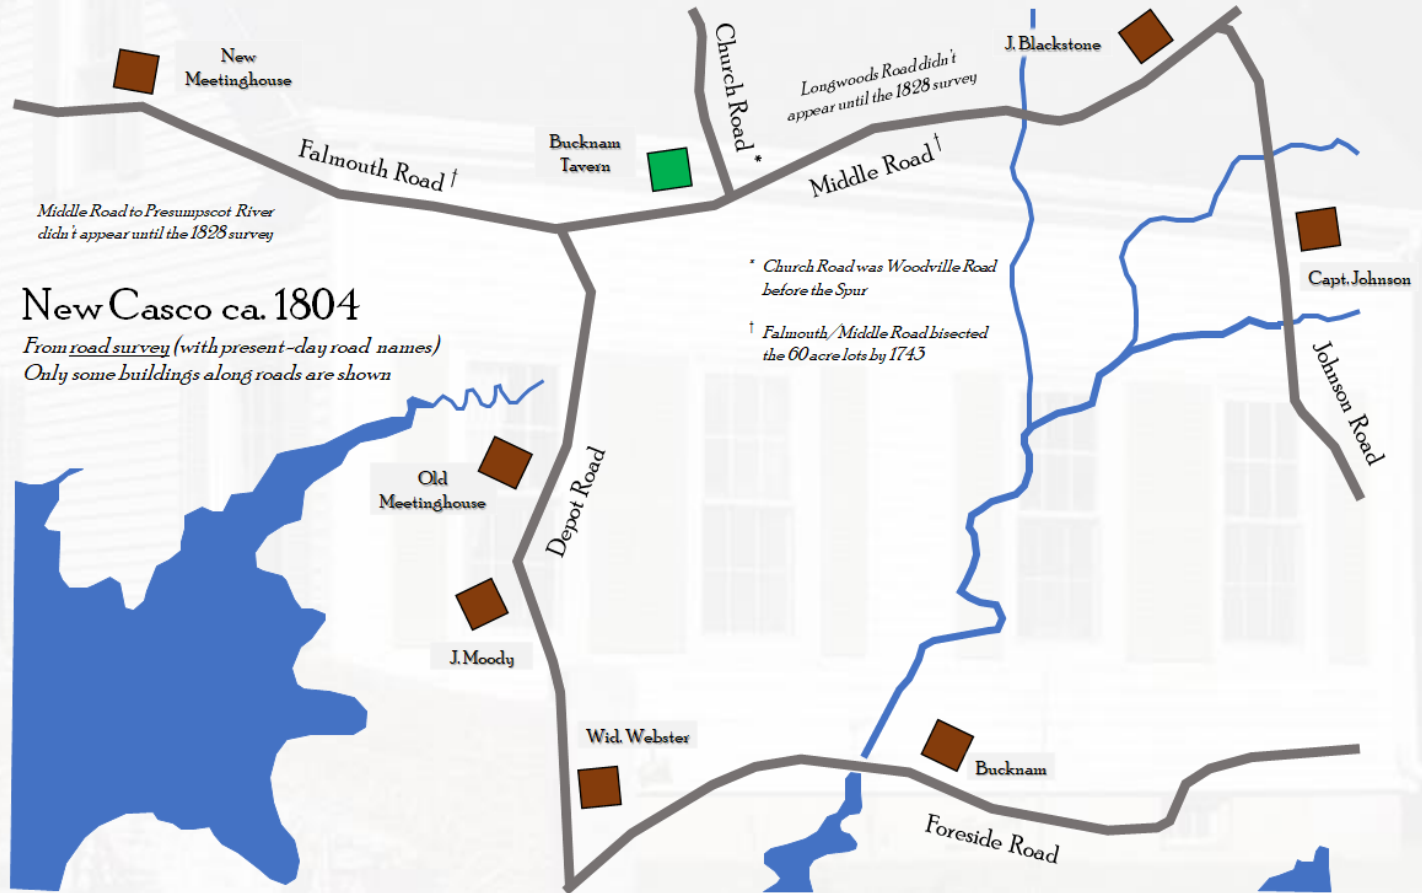 New
Meetinghouse
Church Road *
J. Blackstone
Longwoods Road didn't
appear until the 1828 survey
Bucknam
Tavern
Falmouth Road †
Middle Road †
Middle Road to Presumpscot River
didn't appear until the 1828 survey
* Church Road was Woodville Road
before the Spur
Capt. Johnson
New Casco ca. 1804
From road survey (with present-day road names)
Only some buildings along roads are shown
† Falmouth/Middle Road bisected
the 60 acre lots by 1743
Johnson Road
Old
Meetinghouse
Depot Road
J. Moody
Wid. Webster
Bucknam
Foreside Road